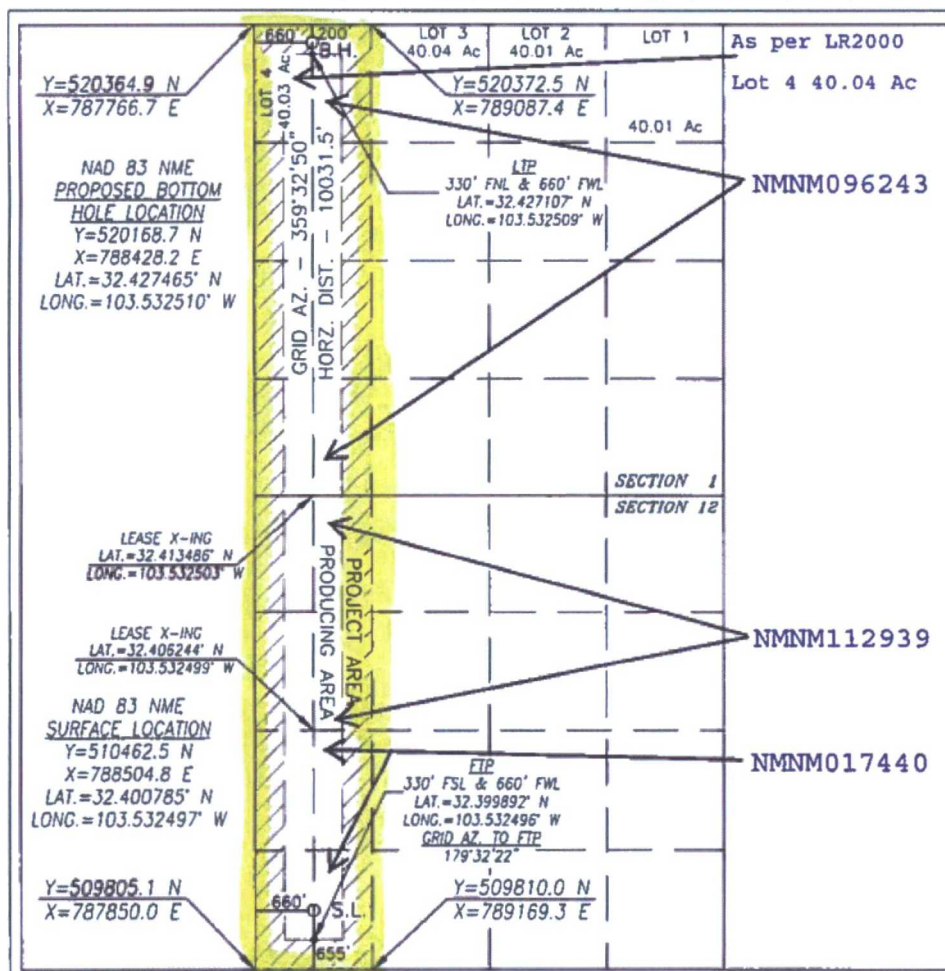 660'
200'
B.H.
LOT 3
40.04 Ac
LOT 2
40.01 Ac
LOT 1
40.01 Ac
As per LR2000
Lot 4 40.04 Ac
LOT 4
40.03 Ac
Y=520364.9 N
X=787766.7 E
Y=520372.5 N
X=789087.4 E
NAD 83 NME
PROPOSED BOTTOM
HOLE LOCATION
Y=520168.7 N
X=788428.2 E
LAT.=32.427465° N
LONG.=103.532510° W
GRID AZ. - 359°32'50"
HORZ. DIST. - 10031.5'
LTP
330' FNL & 660' FWL
LAT.=32.427107° N
LONG.=103.532509° W
NMNM096243
SECTION 1
SECTION 12
LEASE X-ING
LAT.=32.413486° N
LONG.=103.532503° W
PROJECT AREA
PRODUCING AREA
LEASE X-ING
LAT.=32.406244° N
LONG.=103.532499° W
NMNM112939
NAD 83 NME
SURFACE LOCATION
Y=510462.5 N
X=788504.8 E
LAT.=32.400785° N
LONG.=103.532497° W
FTP
330' FSL & 660' FWL
LAT.=32.399892° N
LONG.=103.532496° W
GRID AZ. TO FTP
179°32'22"
NMNM017440
Y=509805.1 N
X=787850.0 E
660'
S.L.
655'
Y=509810.0 N
X=789169.3 E